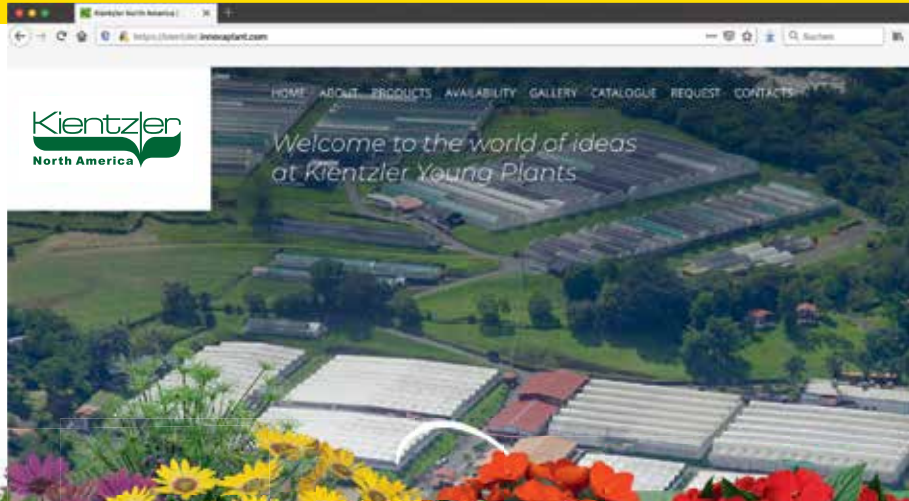 Kientzler North America |
https://kientzler.innovaplant.com
Suchen
HOME ABOUT PRODUCTS AVAILABILITY GALLERY CATALOGUE REQUEST CONTACTS
Kientzler
North America
Welcome to the world of ideas
at Kientzler Young Plants